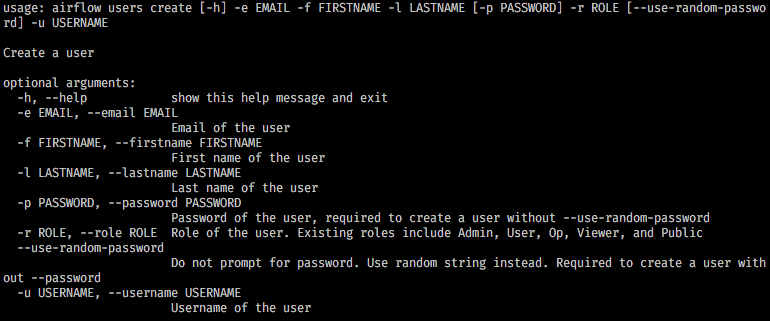 usage: airflow users create [-h] -e EMAIL -f FIRSTNAME -l LASTNAME [-p PASSWORD] -r ROLE [--use-random-passwo
rd] -u USERNAME
Create a user
optional arguments:
-h, --help show this help message and exit
-e EMAIL, --email EMAIL
Email of the user
-f FIRSTNAME, --firstname FIRSTNAME
First name of the user
-l LASTNAME, --lastname LASTNAME
Last name of the user
-p PASSWORD, --password PASSWORD
Password of the user, required to create a user without --use-random-password
-r ROLE, --role ROLE Role of the user. Existing roles include Admin, User, Op, Viewer, and Public
--use-random-password
Do not prompt for password. Use random string instead. Required to create a user with
out --password
-u USERNAME, --username USERNAME
Username of the user